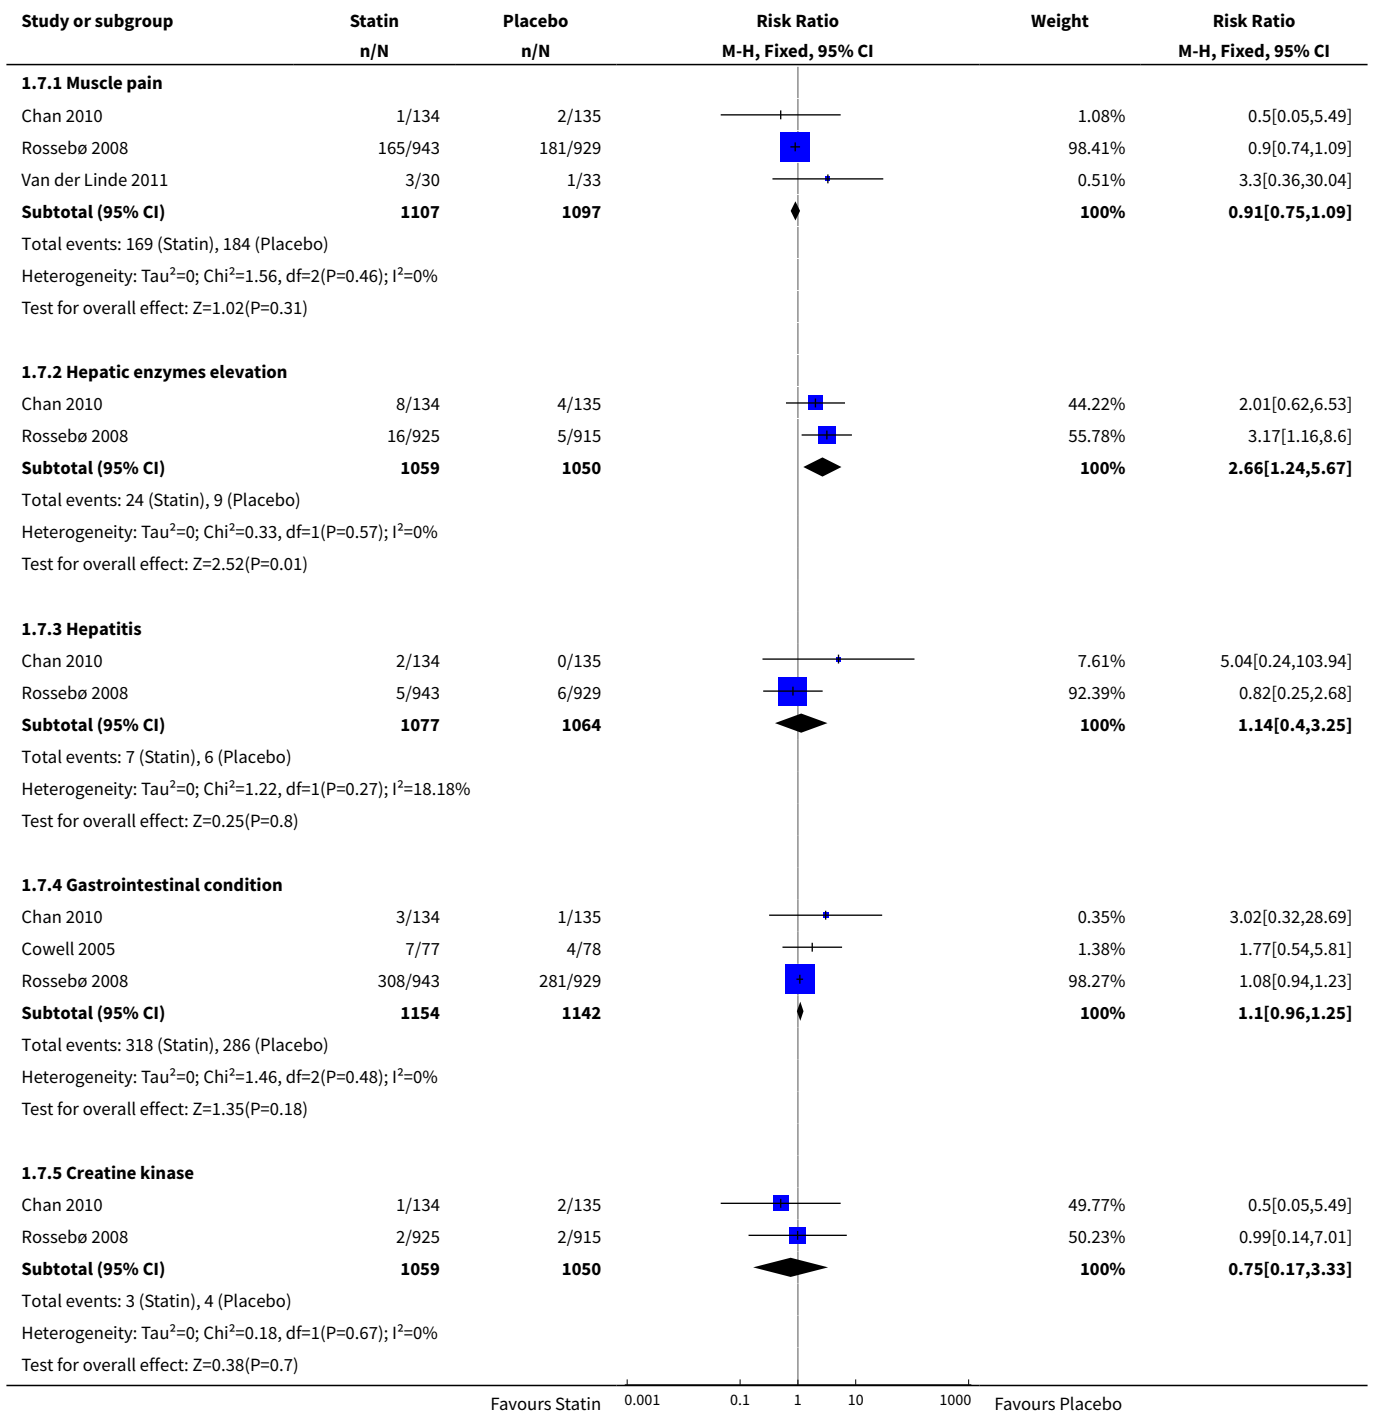 Study or subgroup Statin Placebo Risk Ratio Weight Risk Ratio
n/N n/N M-H, Fixed, 95% CI M-H, Fixed, 95% CI
1.7.1 Muscle pain
Chan 2010 1/134 2/135 1.08% 0.5[0.05,5.49]
Rossebø 2008 165/943 181/929 98.41% 0.9[0.74,1.09]
Van der Linde 2011 3/30 1/33 0.51% 3.3[0.36,30.04]
Subtotal (95% CI) 1107 1097 100% 0.91[0.75,1.09]
Total events: 169 (Statin), 184 (Placebo)
Heterogeneity: Tau²=0; Chi²=1.56, df=2(P=0.46); I²=0%
Test for overall effect: Z=1.02(P=0.31)
1.7.2 Hepatic enzymes elevation
Chan 2010 8/134 4/135 44.22% 2.01[0.62,6.53]
Rossebø 2008 16/925 5/915 55.78% 3.17[1.16,8.6]
Subtotal (95% CI) 1059 1050 100% 2.66[1.24,5.67]
Total events: 24 (Statin), 9 (Placebo)
Heterogeneity: Tau²=0; Chi²=0.33, df=1(P=0.57); I²=0%
Test for overall effect: Z=2.52(P=0.01)
1.7.3 Hepatitis
Chan 2010 2/134 0/135 7.61% 5.04[0.24,103.94]
Rossebø 2008 5/943 6/929 92.39% 0.82[0.25,2.68]
Subtotal (95% CI) 1077 1064 100% 1.14[0.4,3.25]
Total events: 7 (Statin), 6 (Placebo)
Heterogeneity: Tau²=0; Chi²=1.22, df=1(P=0.27); I²=18.18%
Test for overall effect: Z=0.25(P=0.8)
1.7.4 Gastrointestinal condition
Chan 2010 3/134 1/135 0.35% 3.02[0.32,28.69]
Cowell 2005 7/77 4/78 1.38% 1.77[0.54,5.81]
Rossebø 2008 308/943 281/929 98.27% 1.08[0.94,1.23]
Subtotal (95% CI) 1154 1142 100% 1.1[0.96,1.25]
Total events: 318 (Statin), 286 (Placebo)
Heterogeneity: Tau²=0; Chi²=1.46, df=2(P=0.48); I²=0%
Test for overall effect: Z=1.35(P=0.18)
1.7.5 Creatine kinase
Chan 2010 1/134 2/135 49.77% 0.5[0.05,5.49]
Rossebø 2008 2/925 2/915 50.23% 0.99[0.14,7.01]
Subtotal (95% CI) 1059 1050 100% 0.75[0.17,3.33]
Total events: 3 (Statin), 4 (Placebo)
Heterogeneity: Tau²=0; Chi²=0.18, df=1(P=0.67); I²=0%
Test for overall effect: Z=0.38(P=0.7)
Favours Statin 0.001 0.1 1 10 1000 Favours Placebo